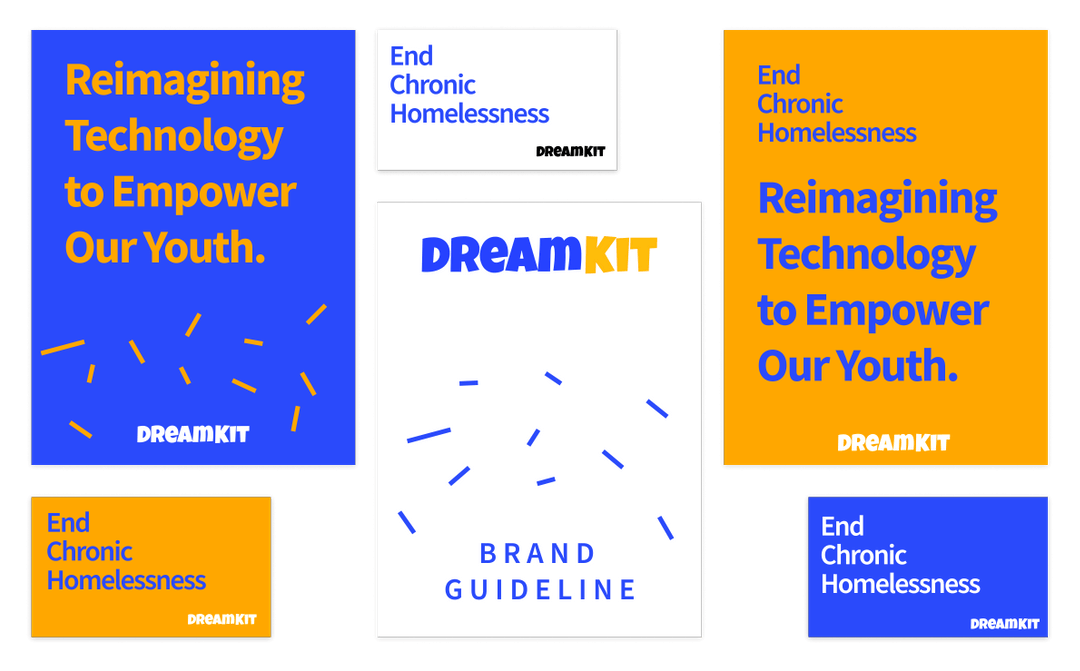 Reimagining
Technology
to Empower
Our Youth.
DREAMKIT
End
Chronic
Homelessness
DREAMKIT
End
Chronic
Homelessness
DREAMKIT
DREAMKIT
BRAND
GUIDELINE
End
Chronic
Homelessness
Reimagining
Technology
to Empower
Our Youth.
DREAMKIT
End
Chronic
Homelessness
DREAMKIT